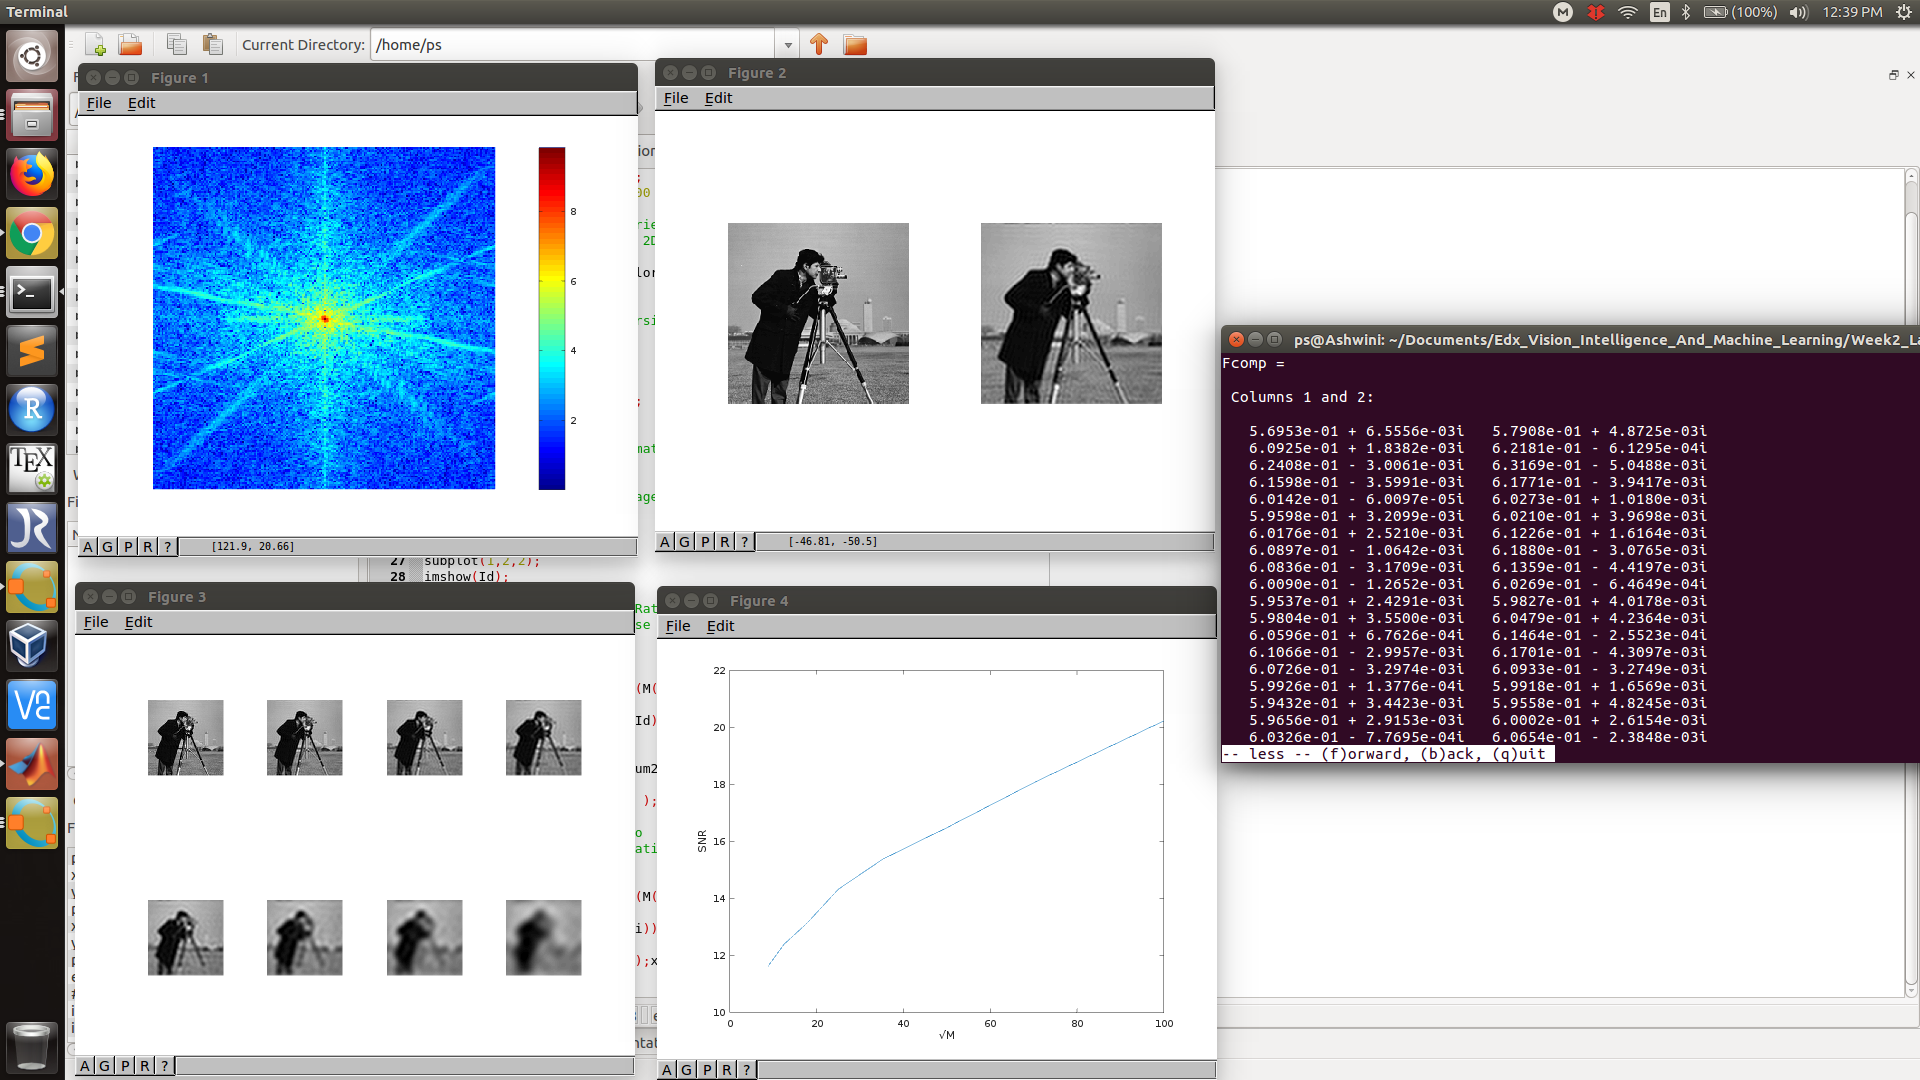 Terminal
M
En
(100%)
12:39 PM
Current Directory:
/home/ps
Figure 1
File Edit
8
6
4
2
A G P R ?
[121.9, 20.66]
Figure 2
File Edit
A G P R ?
[-46.81, -50.5]
27 subplot(1,2,2);
28 imshow(Id);
Figure 3
File Edit
A G P R ?
Figure 4
File Edit
22
20
18
16
14
12
10
SNR
0 20 40 60 80 100
√M
A G P R ?
ps@Ashwini: ~/Documents/Edx_Vision_Intelligence_And_Machine_Learning/Week2_La
Fcomp =
Columns 1 and 2:
5.6953e-01 + 6.5556e-03i 5.7908e-01 + 4.8725e-03i
6.0925e-01 + 1.8382e-03i 6.2181e-01 - 6.1295e-04i
6.2408e-01 - 3.0061e-03i 6.3169e-01 - 5.0488e-03i
6.1598e-01 - 3.5991e-03i 6.1771e-01 - 3.9417e-03i
6.0142e-01 - 6.0097e-05i 6.0273e-01 + 1.0180e-03i
5.9598e-01 + 3.2099e-03i 6.0210e-01 + 3.9698e-03i
6.0176e-01 + 2.5210e-03i 6.1226e-01 + 1.6164e-03i
6.0897e-01 - 1.0642e-03i 6.1880e-01 - 3.0765e-03i
6.0836e-01 - 3.1709e-03i 6.1359e-01 - 4.4197e-03i
6.0090e-01 - 1.2652e-03i 6.0269e-01 - 6.4649e-04i
5.9537e-01 + 2.4291e-03i 5.9827e-01 + 4.0178e-03i
5.9804e-01 + 3.5500e-03i 6.0479e-01 + 4.2364e-03i
6.0596e-01 + 6.7626e-04i 6.1464e-01 - 2.5523e-04i
6.1066e-01 - 2.9957e-03i 6.1701e-01 - 4.3097e-03i
6.0726e-01 - 3.2974e-03i 6.0933e-01 - 3.2749e-03i
5.9926e-01 + 1.3776e-04i 5.9918e-01 + 1.6569e-03i
5.9432e-01 + 3.4423e-03i 5.9558e-01 + 4.8245e-03i
5.9656e-01 + 2.9153e-03i 6.0002e-01 + 2.6154e-03i
6.0326e-01 - 7.7695e-04i 6.0654e-01 - 2.3848e-03i
-- less -- (f)orward, (b)ack, (q)uit